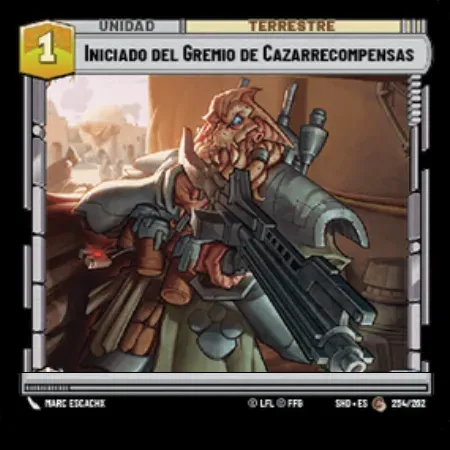 UNIDAD
TERRESTRE
1
INICIADO DEL GREMIO DE CAZARRECOMPENSAS
MARC ESCACHX
© LFL © FFG
SHD • ES
254/262